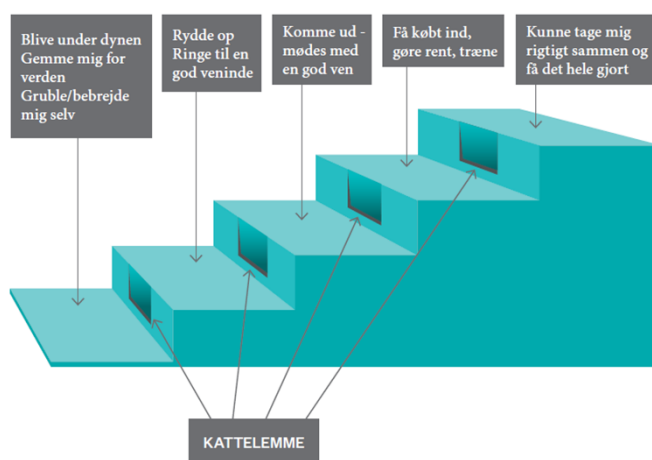 Blive under dynen
Gemme mig for
verden
Gruble/bebrejde
mig selv
Rydde op
Ringe til en
god veninde
Komme ud -
mødes med
en god ven
Få købt ind,
gøre rent, træne
Kunne tage mig
rigtigt sammen og
få det hele gjort
KATTELEMME